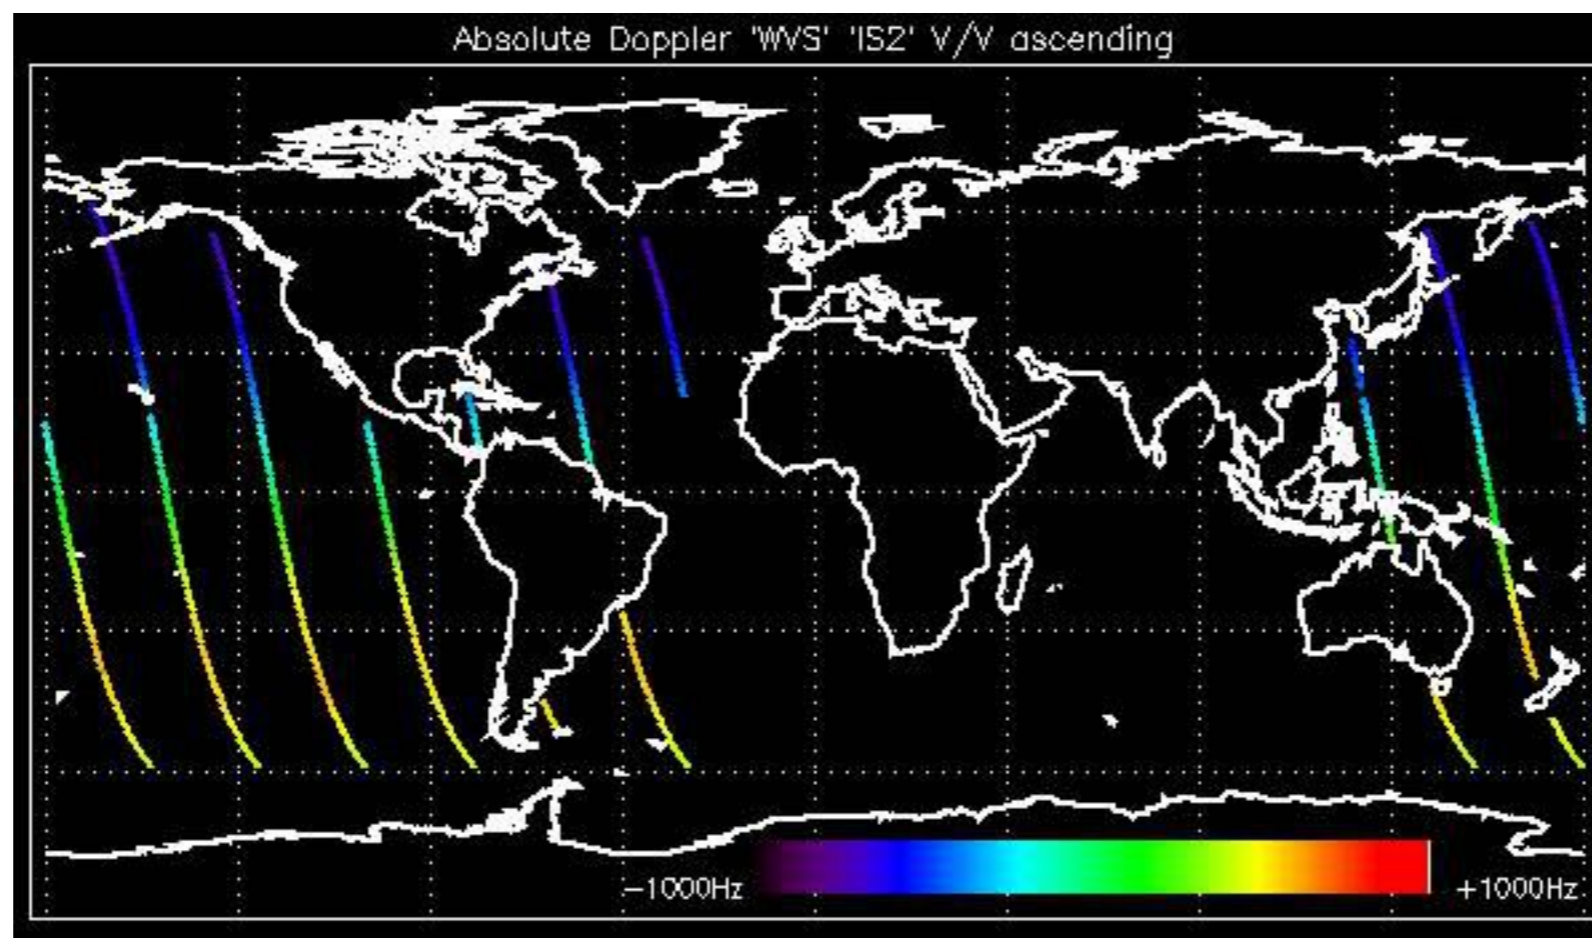 Absolute Doppler 'WVS' 'IS2' V/V ascending
-1000Hz +1000Hz